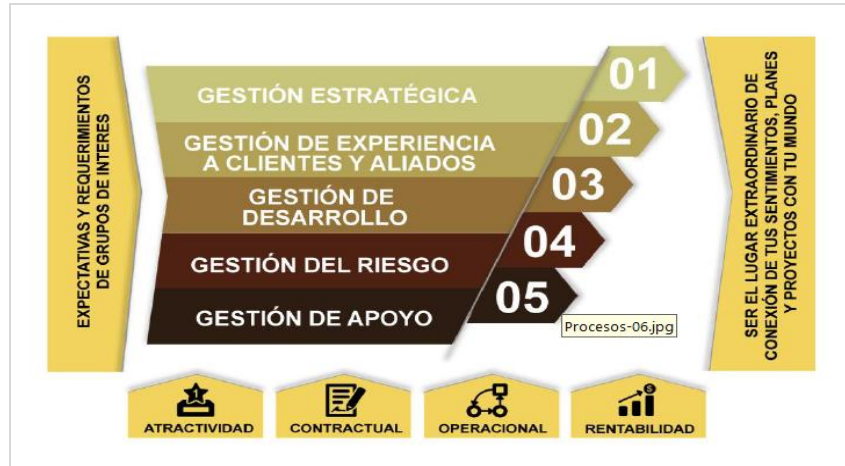 EXPECTATIVAS Y REQUERIMIENTOS
DE GRUPOS DE INTERES
GESTIÓN ESTRATÉGICA
01
GESTIÓN DE EXPERIENCIA
A CLIENTES Y ALIADOS
02
GESTIÓN DE
DESARROLLO
03
GESTIÓN DEL RIESGO
04
GESTIÓN DE APOYO
05
Procesos-06.jpg
SER EL LUGAR EXTRAORDINARIO DE
CONEXIÓN DE TUS SENTIMIENTOS, PLANES
Y PROYECTOS CON TU MUNDO
1
ATRACTIVIDAD
CONTRACTUAL
OPERACIONAL
$
RENTABILIDAD